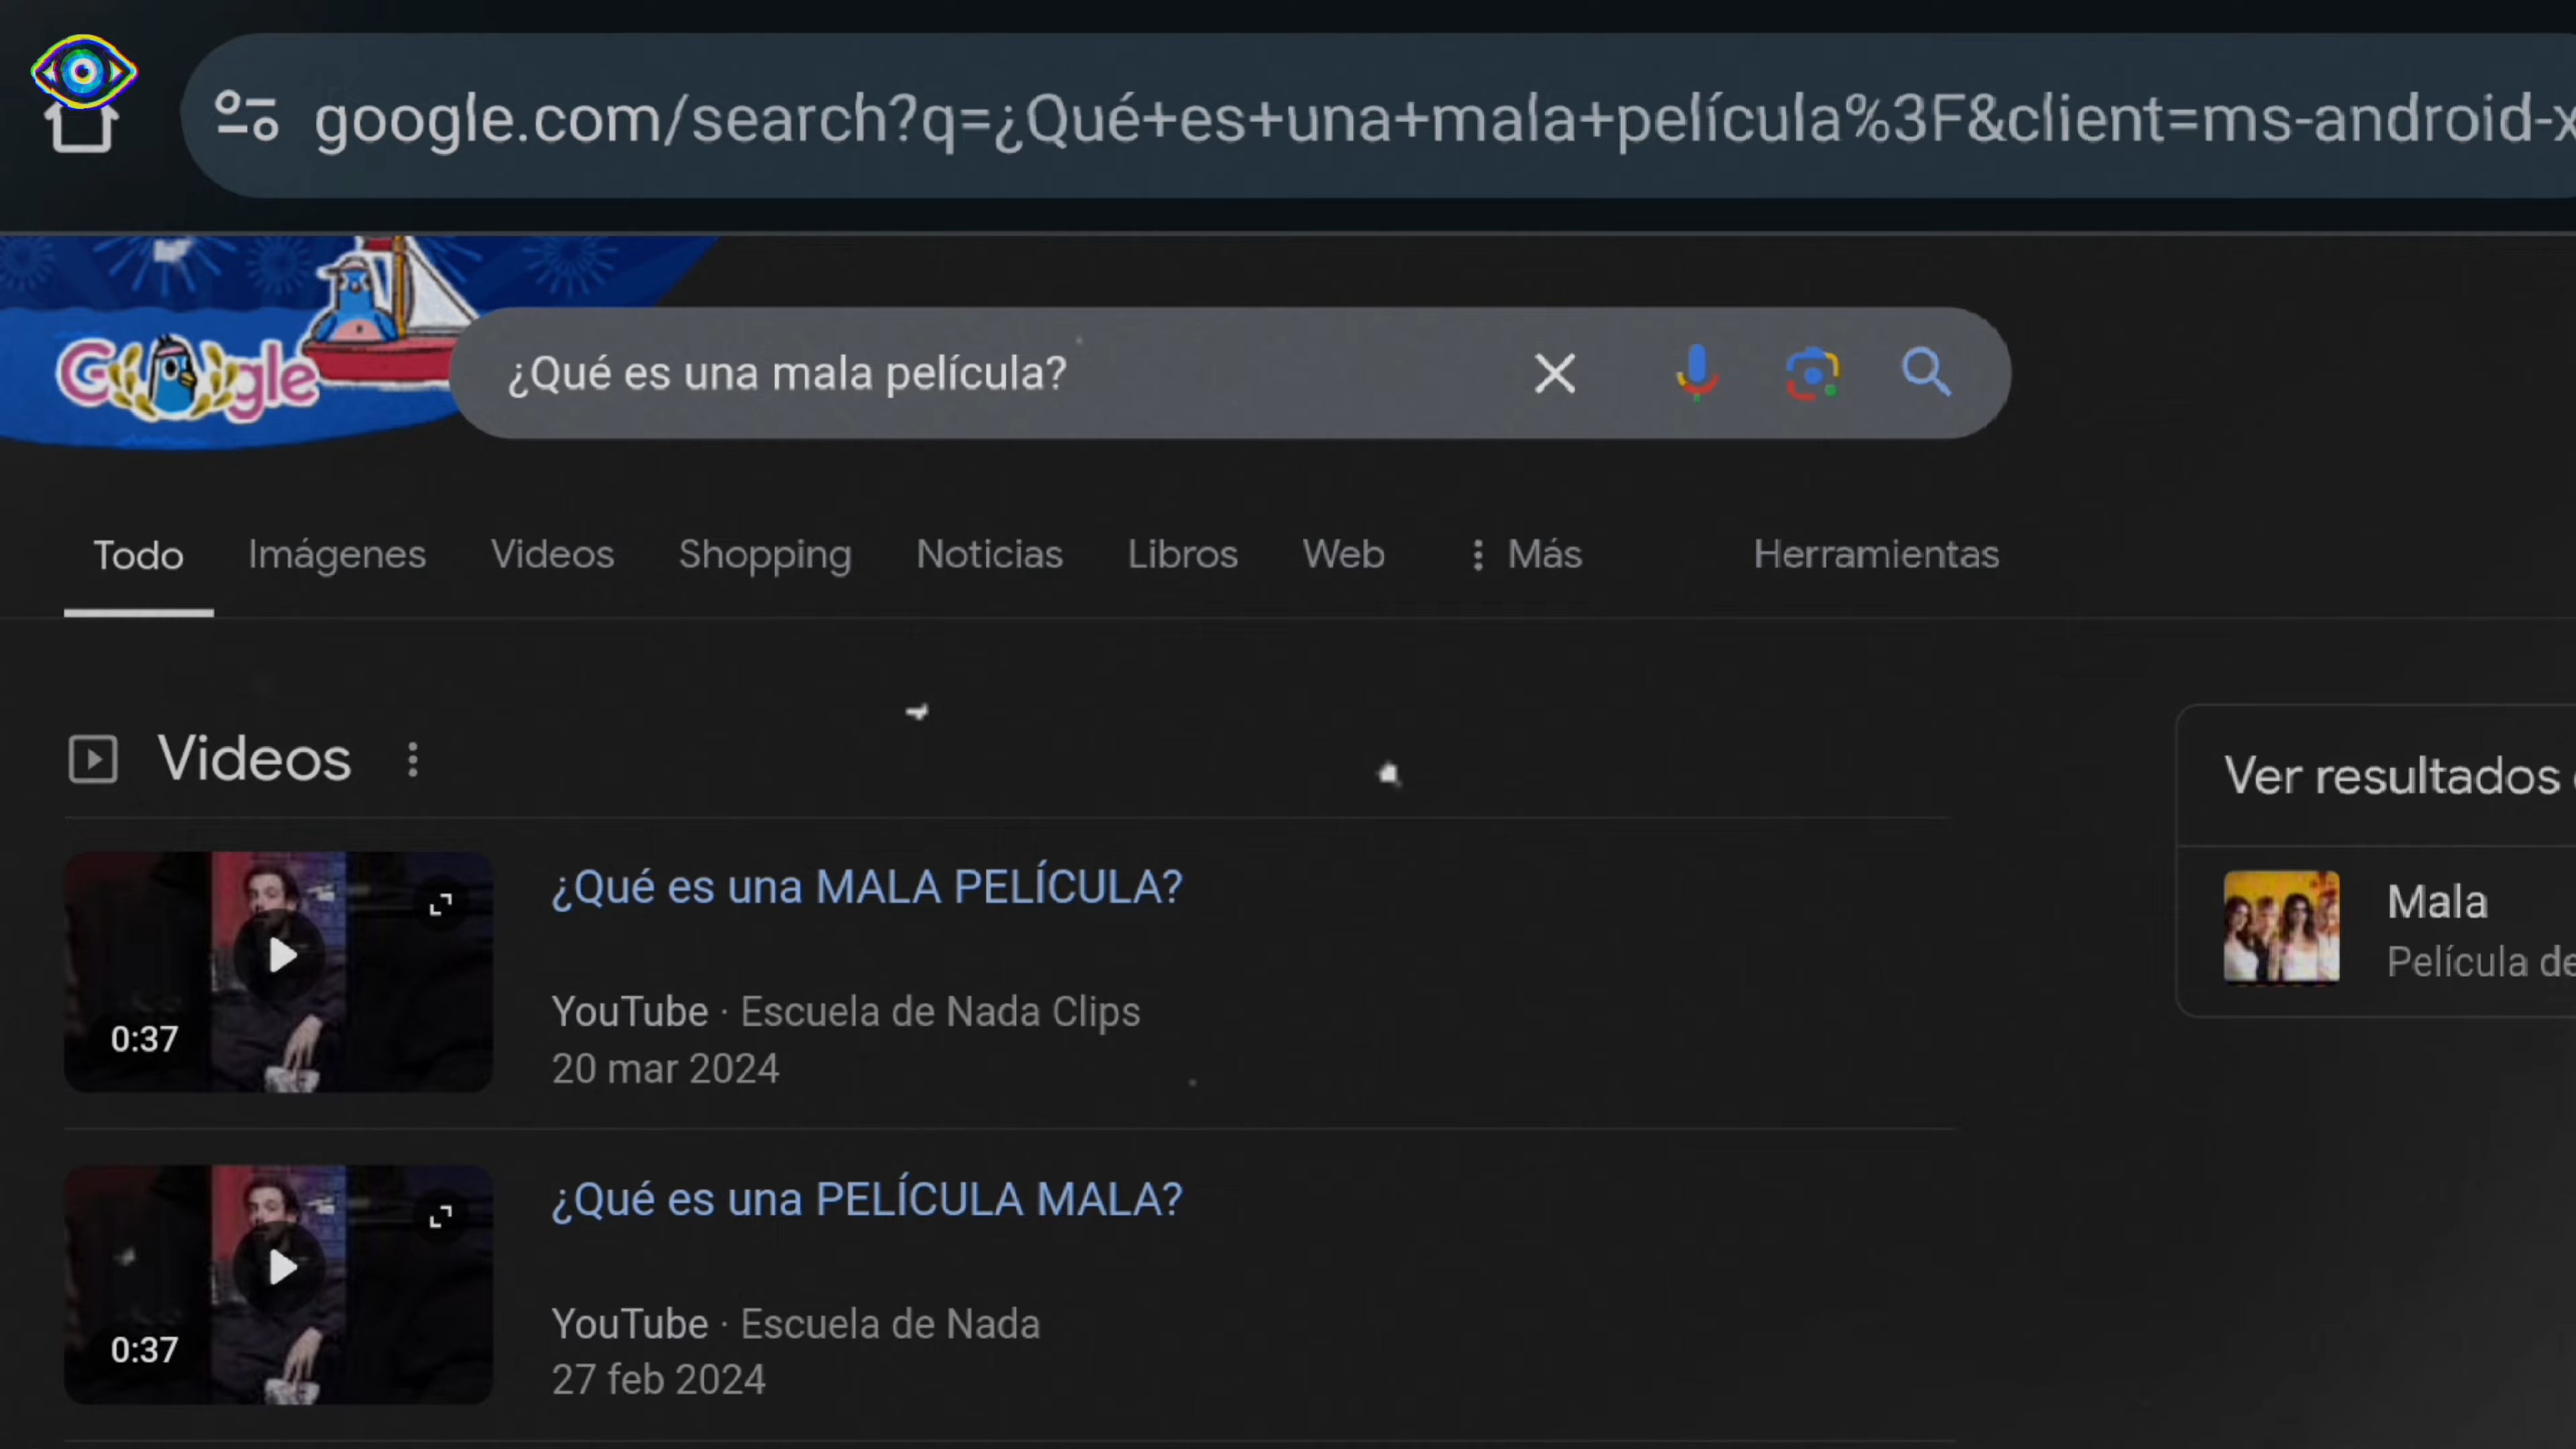 google.com/search?q=¿Qué+es+una+mala+película%3F&client=ms-android-x
Google
¿Qué es una mala película?
Todo Imágenes Videos Shopping Noticias Libros Web Más Herramientas
Videos
¿Qué es una MALA PELÍCULA?
YouTube · Escuela de Nada Clips
20 mar 2024
0:37
¿Qué es una PELÍCULA MALA?
YouTube · Escuela de Nada
27 feb 2024
0:37
Ver resultados
Mala
Película de